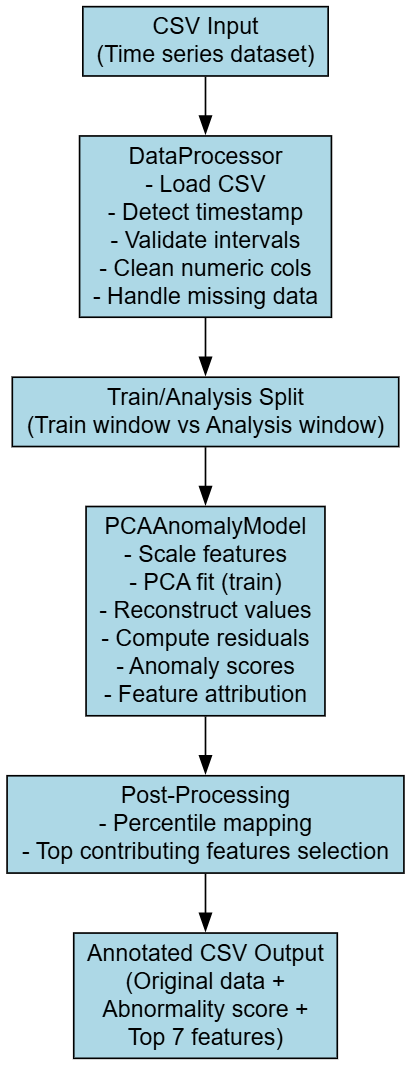 CSV Input
(Time series dataset)
DataProcessor
- Load CSV
- Detect timestamp
- Validate intervals
- Clean numeric cols
- Handle missing data
Train/Analysis Split
(Train window vs Analysis window)
PCAAnomalyModel
- Scale features
- PCA fit (train)
- Reconstruct values
- Compute residuals
- Anomaly scores
- Feature attribution
Post-Processing
- Percentile mapping
- Top contributing features selection
Annotated CSV Output
(Original data +
Abnormality score +
Top 7 features)